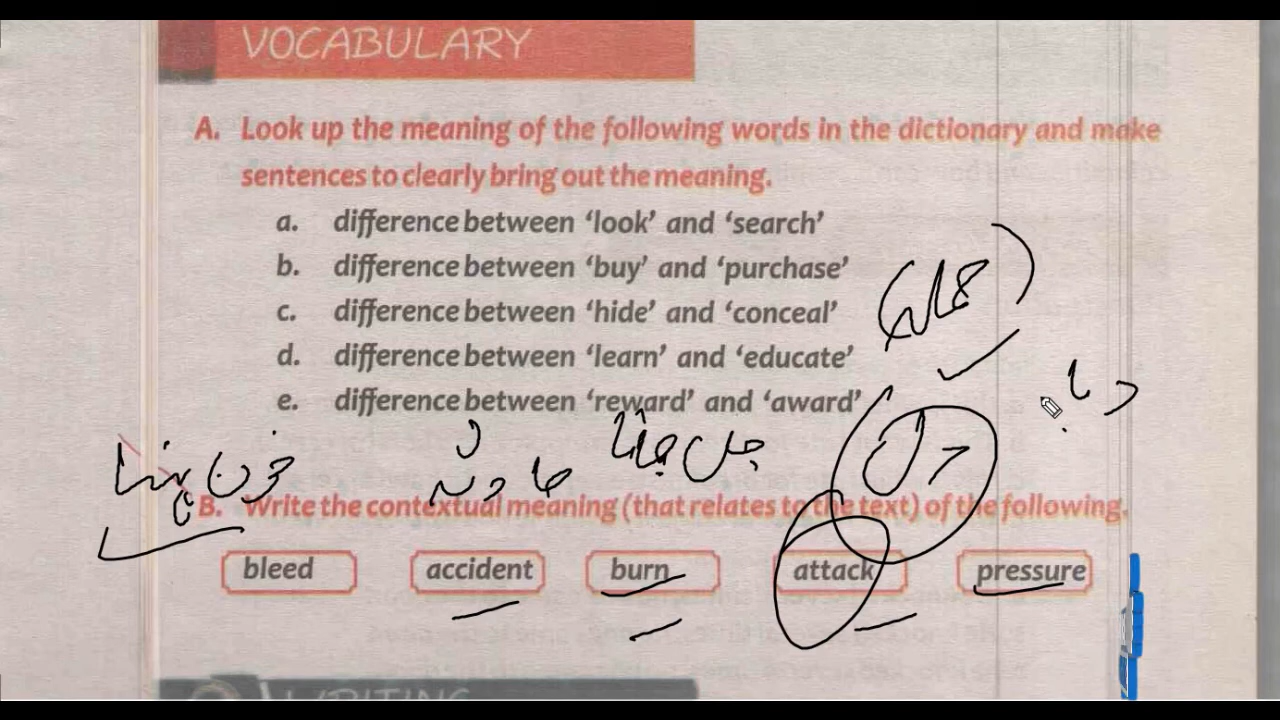 VOCABULARY
A. Look up the meaning of the following words in the dictionary and make
sentences to clearly bring out the meaning.
a. difference between ‘look’ and ‘search’
b. difference between ‘buy’ and ‘purchase’
c. difference between ‘hide’ and ‘conceal’
d. difference between ‘learn’ and ‘educate’
e. difference between ‘reward’ and ‘award’
(حملہ)
خون بہنا حادثہ جل جانا دل
B. Write the contextual meaning (that relates to the text) of the following.
bleed accident burn attack pressure
WRITING